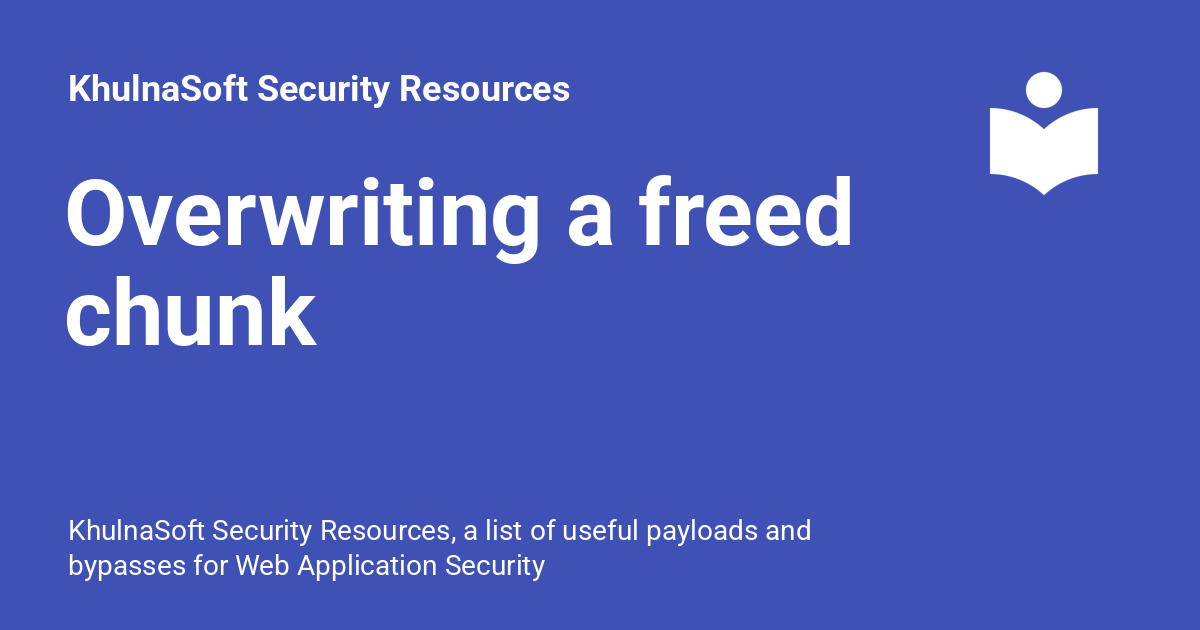 KhulnaSoft Security Resources
Overwriting a freed
chunk
KhulnaSoft Security Resources, a list of useful payloads and
bypasses for Web Application Security